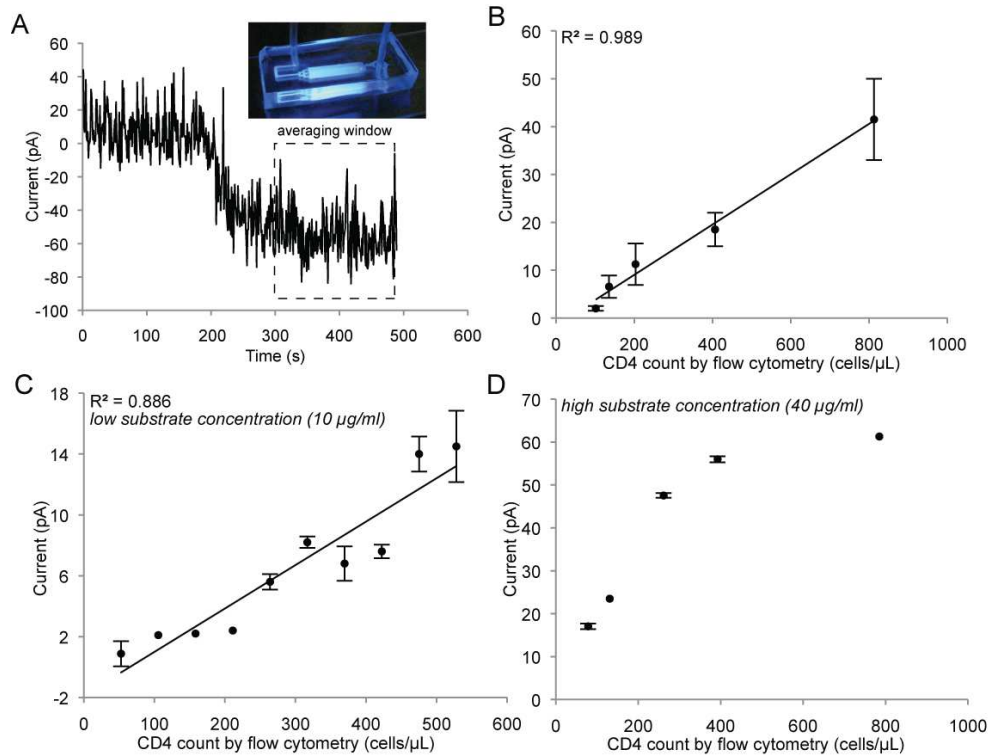 A
60
40
20
0
-20
-40
-60
-80
-100
Current (pA)
averaging window
0 100 200 300 400 500 600
Time (s)
B
R² = 0.989
60
50
40
30
20
10
0
Current (pA)
0 200 400 600 800 1000
CD4 count by flow cytometry (cells/µL)
C
R² = 0.886
low substrate concentration (10 µg/ml)
18
14
10
6
2
-2
Current (pA)
0 100 200 300 400 500 600
CD4 count by flow cytometry (cells/µL)
D
high substrate concentration (40 µg/ml)
70
60
50
40
30
20
10
0
Current (pA)
0 200 400 600 800 1000
CD4 count by flow cytometry (cells/µL)